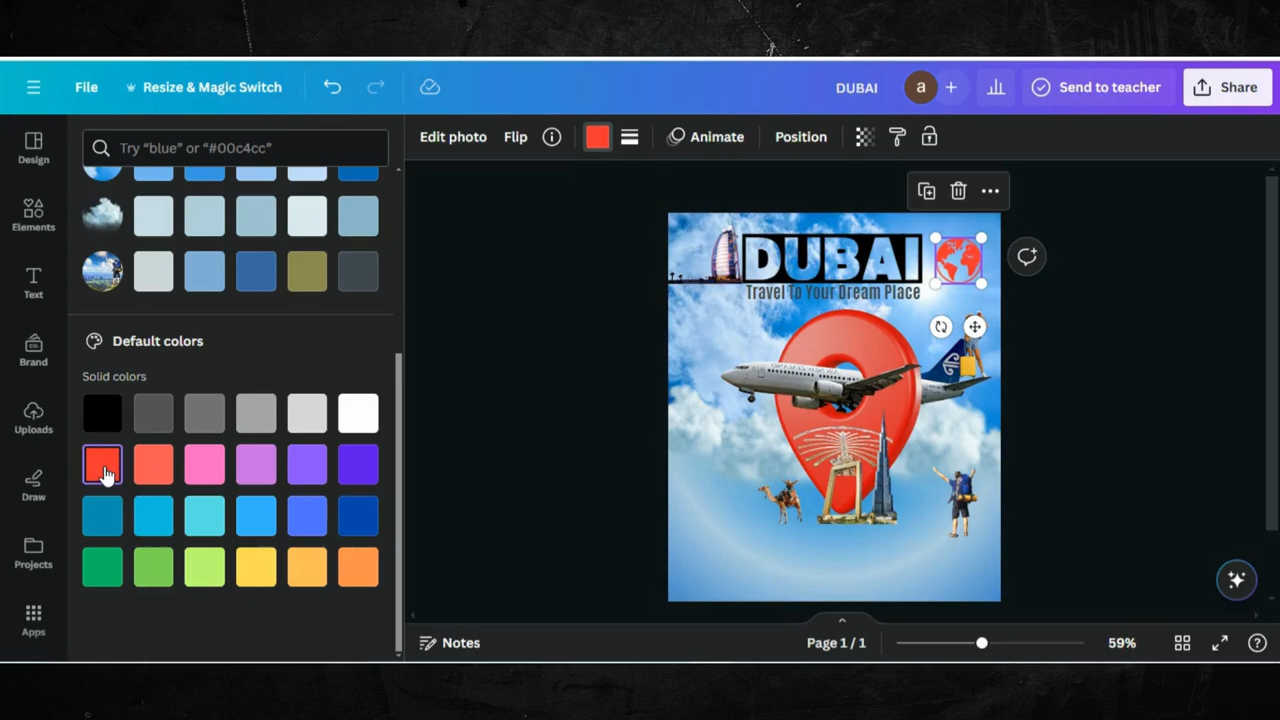 File
Resize & Magic Switch
DUBAI
a
+
Send to teacher
Share
Design
Elements
Text
Brand
co.
Uploads
Draw
Projects
Apps
Try “blue” or “#00c4cc”
Default colors
Solid colors
Edit photo
Flip
Animate
Position
DUBAI
Travel To Your Dream Place
Notes
Page 1 / 1
59%